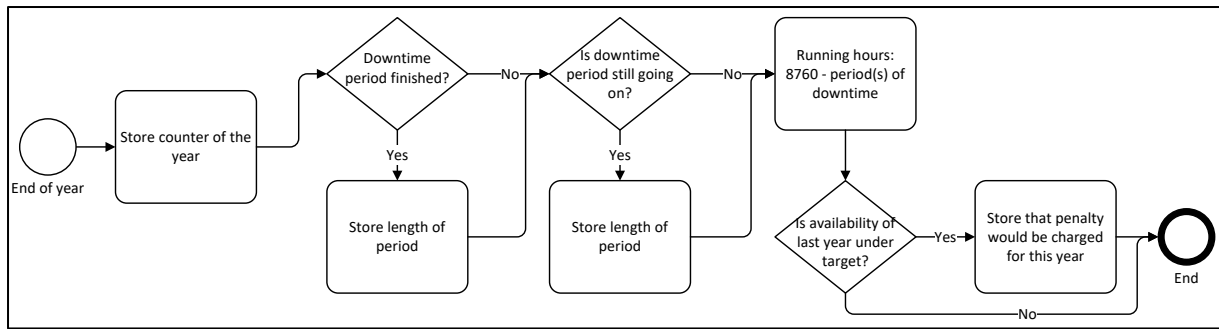 End of year
Store counter of the
year
Downtime
period finished?
No
Yes
Store length of
period
Is downtime
period still going
on?
No
Yes
Store length of
period
Running hours:
8760 - period(s) of
downtime
Is availability of
last year under
target?
Yes
No
Store that penalty
would be charged
for this year
End